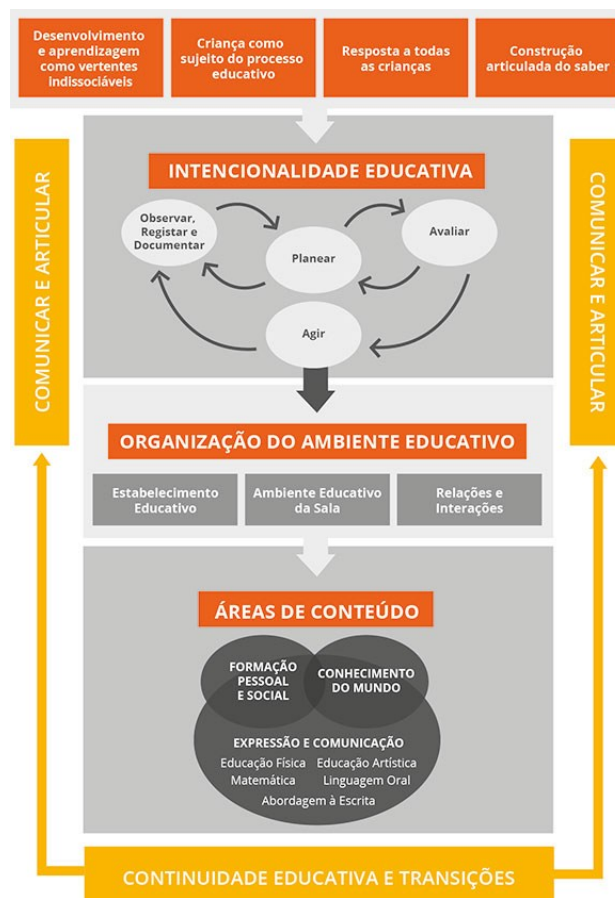 Desenvolvimento
e aprendizagem
como vertentes
indissociáveis
Criança como
sujeito do processo
educativo
Resposta a todas
as crianças
Construção
articulada do saber
COMUNICAR E ARTICULAR
INTENCIONALIDADE EDUCATIVA
Observar,
Registar e
Documentar
Planear
Avaliar
Agir
COMUNICAR E ARTICULAR
ORGANIZAÇÃO DO AMBIENTE EDUCATIVO
Estabelecimento
Educativo
Ambiente Educativo
da Sala
Relações e
Interações
ÁREAS DE CONTEÚDO
FORMAÇÃO
PESSOAL
E SOCIAL
CONHECIMENTO
DO MUNDO
EXPRESSÃO E COMUNICAÇÃO
Educação Física Educação Artística
Matemática Linguagem Oral
Abordagem à Escrita
CONTINUIDADE EDUCATIVA E TRANSIÇÕES